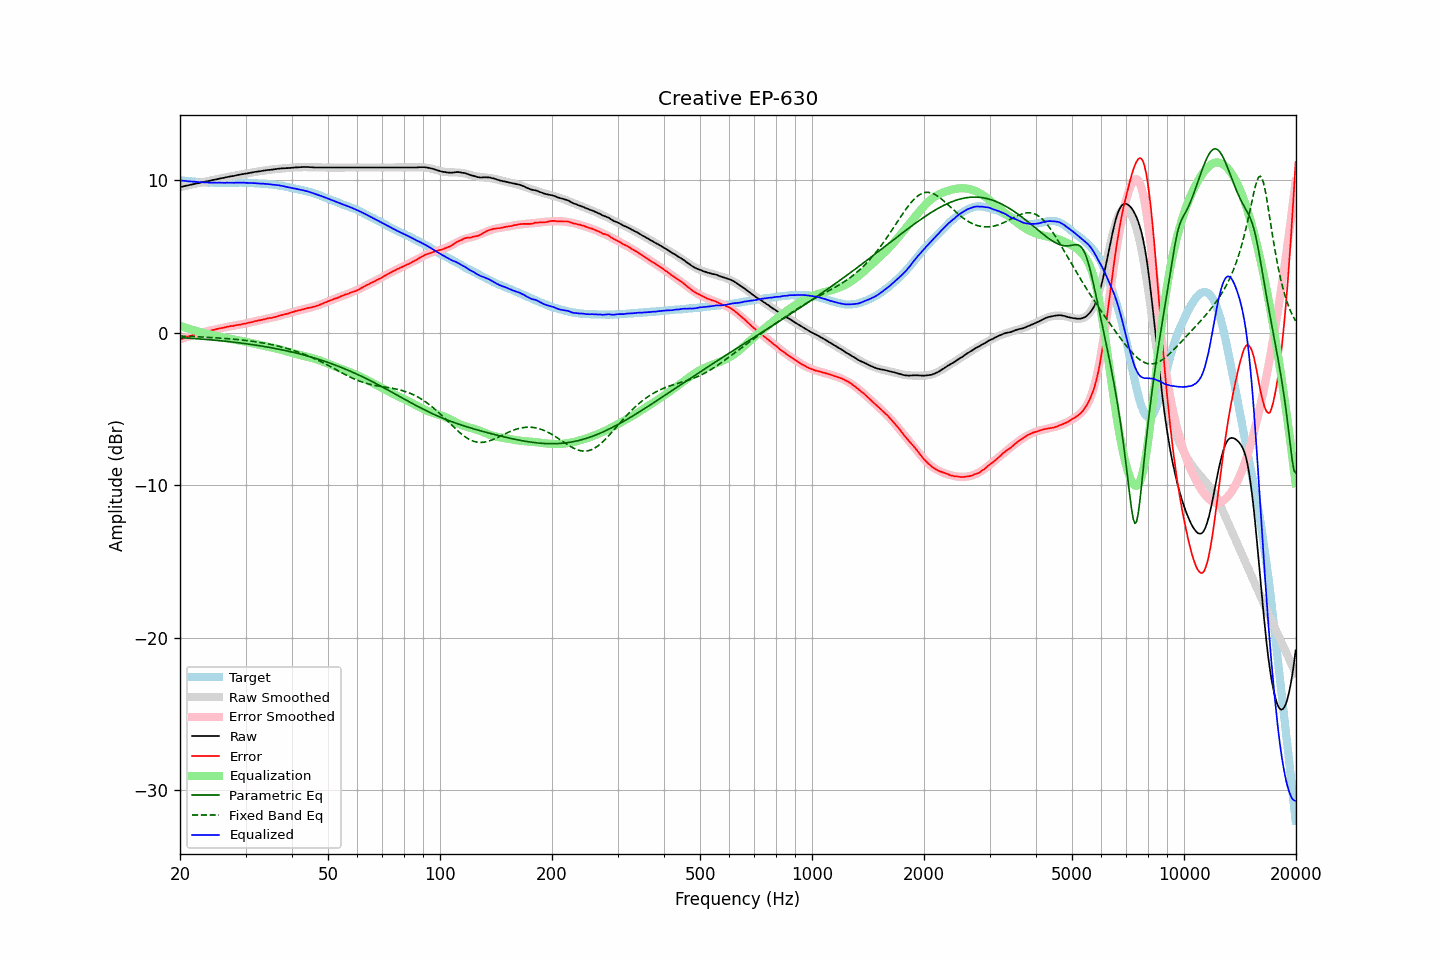 Creative EP-630
Amplitude (dBr)
10
0
−10
−20
−30
Target
Raw Smoothed
Error Smoothed
Raw
Error
Equalization
Parametric Eq
Fixed Band Eq
Equalized
20 50 100 200 500 1000 2000 5000 10000 20000
Frequency (Hz)